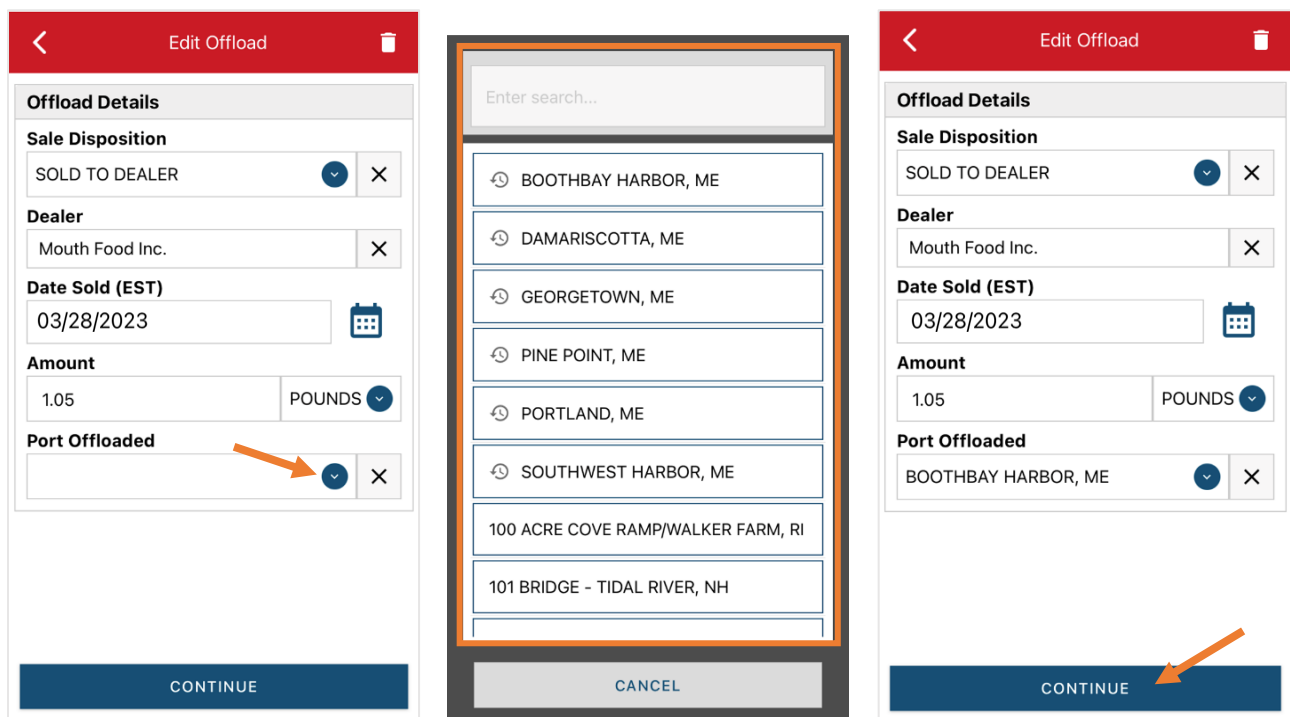 Edit Offload
Offload Details
Sale Disposition
SOLD TO DEALER
Dealer
Mouth Food Inc.
Date Sold (EST)
03/28/2023
Amount
1.05 POUNDS
Port Offloaded
CONTINUE
Enter search...
BOOTHBAY HARBOR, ME
DAMARISCOTTA, ME
GEORGETOWN, ME
PINE POINT, ME
PORTLAND, ME
SOUTHWEST HARBOR, ME
100 ACRE COVE RAMP/WALKER FARM, RI
101 BRIDGE - TIDAL RIVER, NH
CANCEL
Edit Offload
Offload Details
Sale Disposition
SOLD TO DEALER
Dealer
Mouth Food Inc.
Date Sold (EST)
03/28/2023
Amount
1.05 POUNDS
Port Offloaded
BOOTHBAY HARBOR, ME
CONTINUE